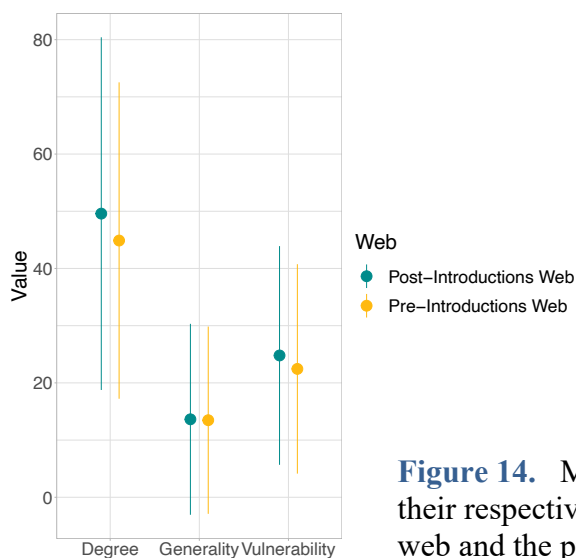 80
60
40
20
0
Value
Degree Generality Vulnerability
Web
Post-Introductions Web
Pre-Introductions Web
Figure 14. M
their respectiv
web and the p